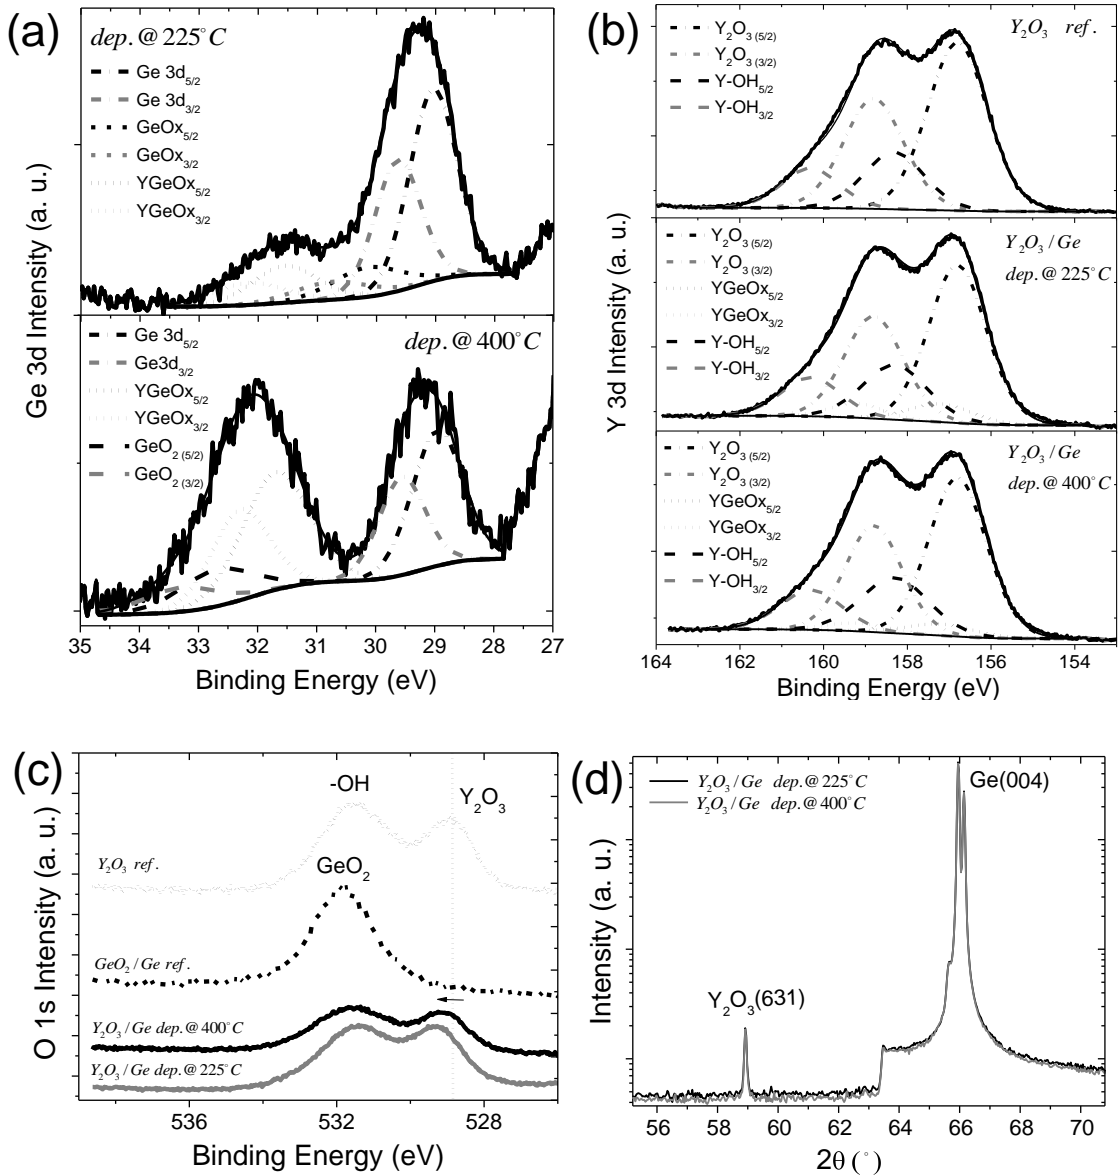 (a)
dep.@225°C
Ge 3d5/2
Ge 3d3/2
GeOx5/2
GeOx3/2
YGeOx5/2
YGeOx3/2
dep.@400°C
Ge 3d5/2
Ge3d3/2
YGeOx5/2
YGeOx3/2
GeO2 (5/2)
GeO2 (3/2)
Ge 3d Intensity (a. u.)
35 34 33 32 31 30 29 28 27
Binding Energy (eV)
(b)
Y2O3 ref.
Y2O3 (5/2)
Y2O3 (3/2)
Y-OH5/2
Y-OH3/2
Y2O3/Ge
dep.@225°C
Y2O3 (5/2)
Y2O3 (3/2)
YGeOx5/2
YGeOx3/2
Y-OH5/2
Y-OH3/2
Y2O3/Ge
dep.@400°C
Y2O3 (5/2)
Y2O3 (3/2)
YGeOx5/2
YGeOx3/2
Y-OH5/2
Y-OH3/2
Y 3d Intensity (a. u.)
164 162 160 158 156 154
Binding Energy (eV)
(c)
-OH
Y2O3
Y2O3 ref.
GeO2
GeO2/Ge ref.
Y2O3/Ge dep.@400°C
Y2O3/Ge dep.@225°C
O 1s Intensity (a. u.)
536 532 528
Binding Energy (eV)
(d)
Y2O3/Ge dep.@225°C
Y2O3/Ge dep.@400°C
Ge(004)
Y2O3(631)
Intensity (a. u.)
56 58 60 62 64 66 68 70
2θ (°)